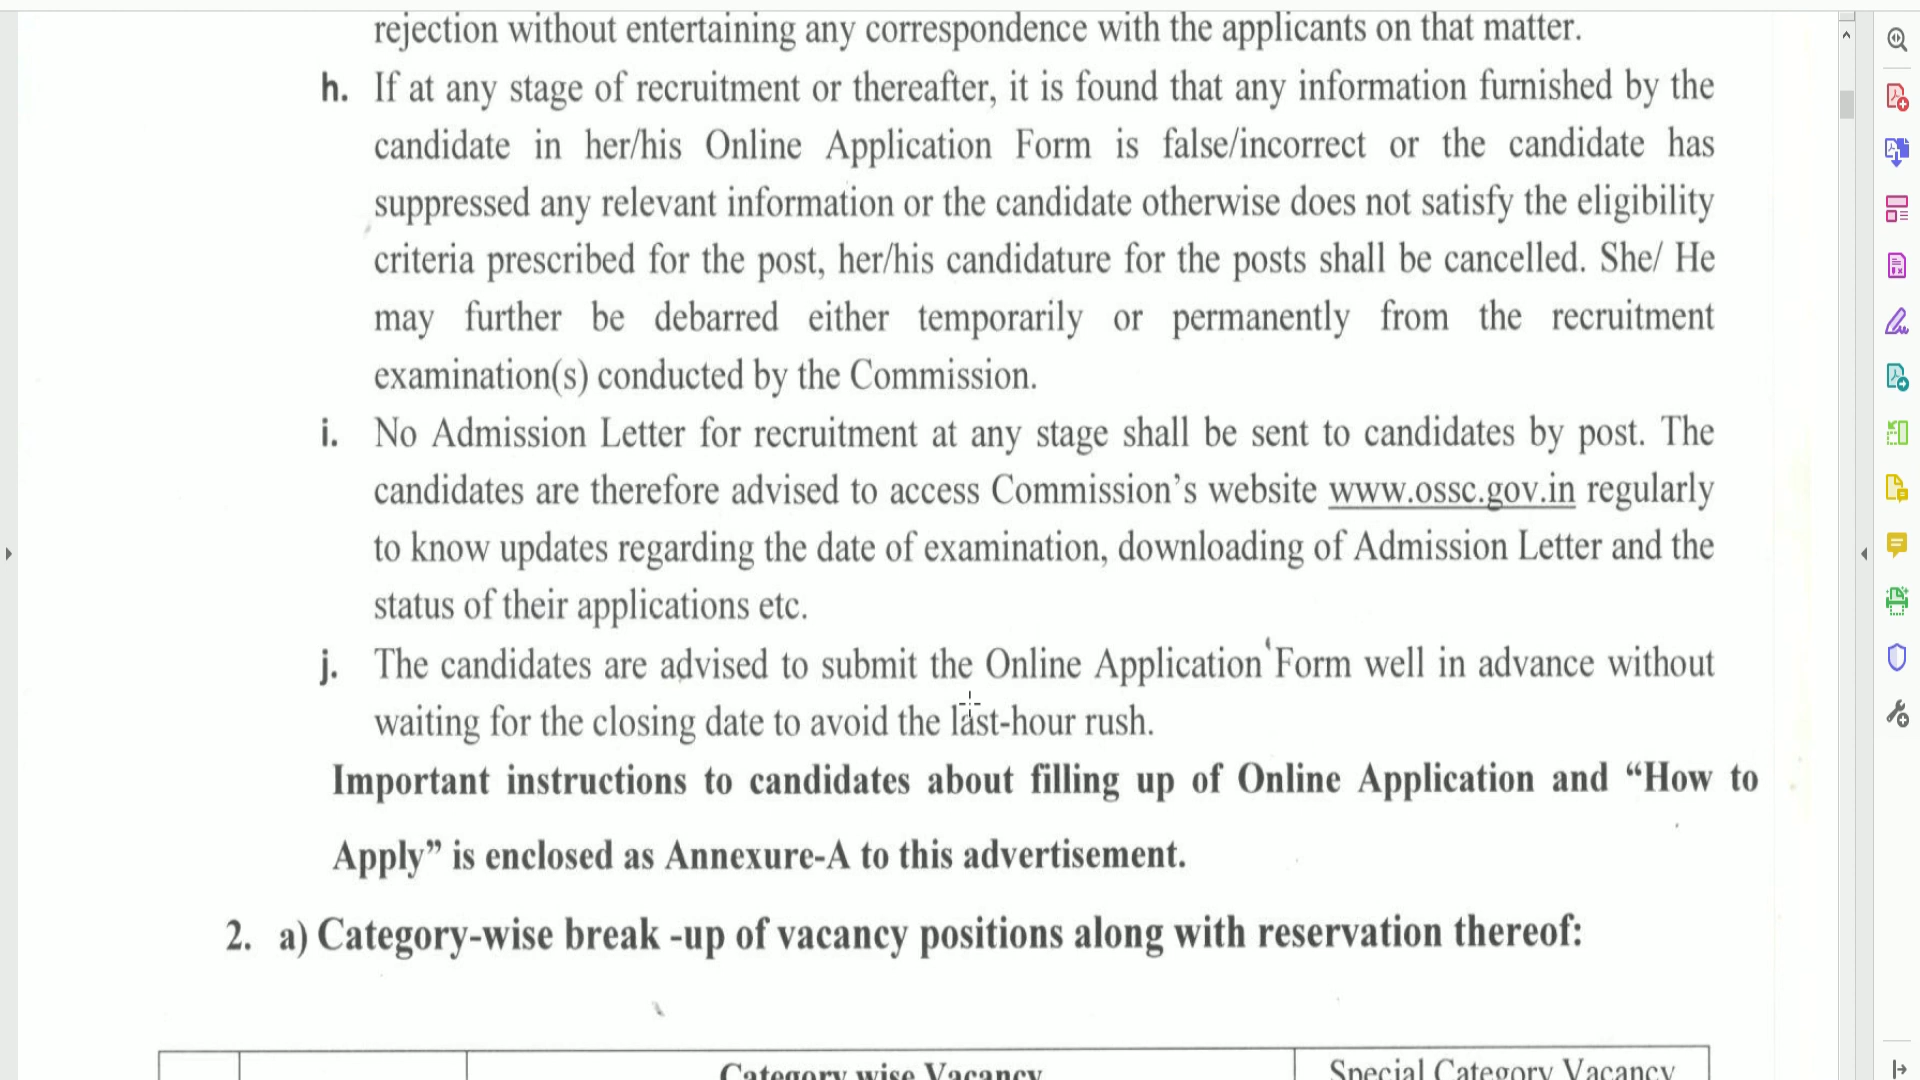 rejection without entertaining any correspondence with the applicants on that matter.
h. If at any stage of recruitment or thereafter, it is found that any information furnished by the
candidate in her/his Online Application Form is false/incorrect or the candidate has
suppressed any relevant information or the candidate otherwise does not satisfy the eligibility
criteria prescribed for the post, her/his candidature for the posts shall be cancelled. She/ He
may further be debarred either temporarily or permanently from the recruitment
examination(s) conducted by the Commission.
i. No Admission Letter for recruitment at any stage shall be sent to candidates by post. The
candidates are therefore advised to access Commission’s website www.ossc.gov.in regularly
to know updates regarding the date of examination, downloading of Admission Letter and the
status of their applications etc.
j. The candidates are advised to submit the Online Application Form well in advance without
waiting for the closing date to avoid the last-hour rush.
Important instructions to candidates about filling up of Online Application and “How to
Apply” is enclosed as Annexure-A to this advertisement.
2. a) Category-wise break -up of vacancy positions along with reservation thereof:
Category wise Vacancy Special Category Vacancy